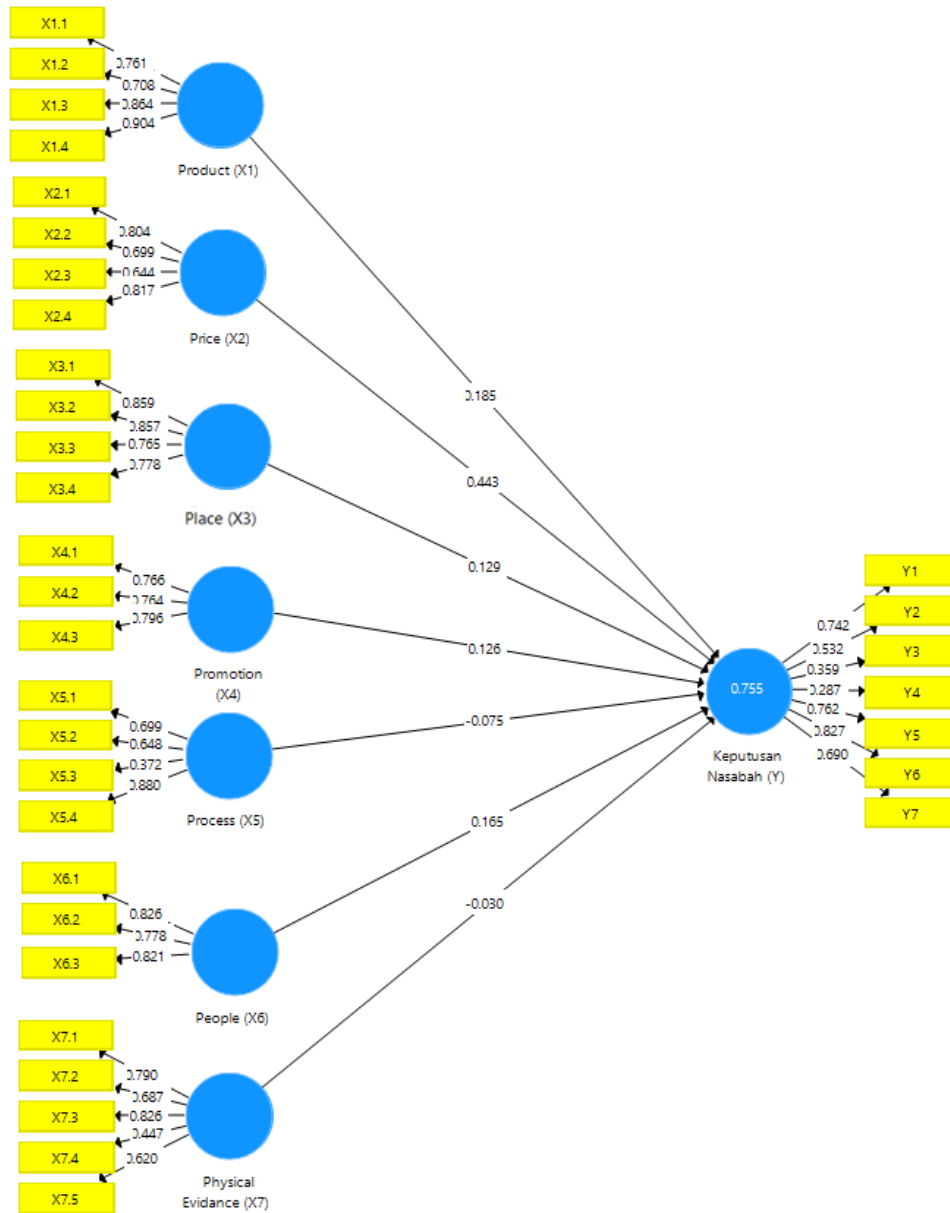 X1.1
X1.2
X1.3
X1.4
0.761
0.708
0.864
0.904
Product (X1)
X2.1
X2.2
X2.3
X2.4
0.804
0.699
0.644
0.817
Price (X2)
X3.1
X3.2
X3.3
X3.4
0.859
0.857
0.765
0.778
Place (X3)
X4.1
X4.2
X4.3
0.766
0.764
0.796
Promotion
(X4)
X5.1
X5.2
X5.3
X5.4
0.699
0.648
0.372
0.880
Process (X5)
X6.1
X6.2
X6.3
0.826
0.778
0.821
People (X6)
X7.1
X7.2
X7.3
X7.4
X7.5
0.790
0.687
0.826
0.447
0.620
Physical
Evidance (X7)
0.185
0.443
0.129
0.126
-0.075
0.165
-0.030
0.755
Keputusan
Nasabah (Y)
0.742
0.532
0.359
0.287
0.762
0.827
0.690
Y1
Y2
Y3
Y4
Y5
Y6
Y7